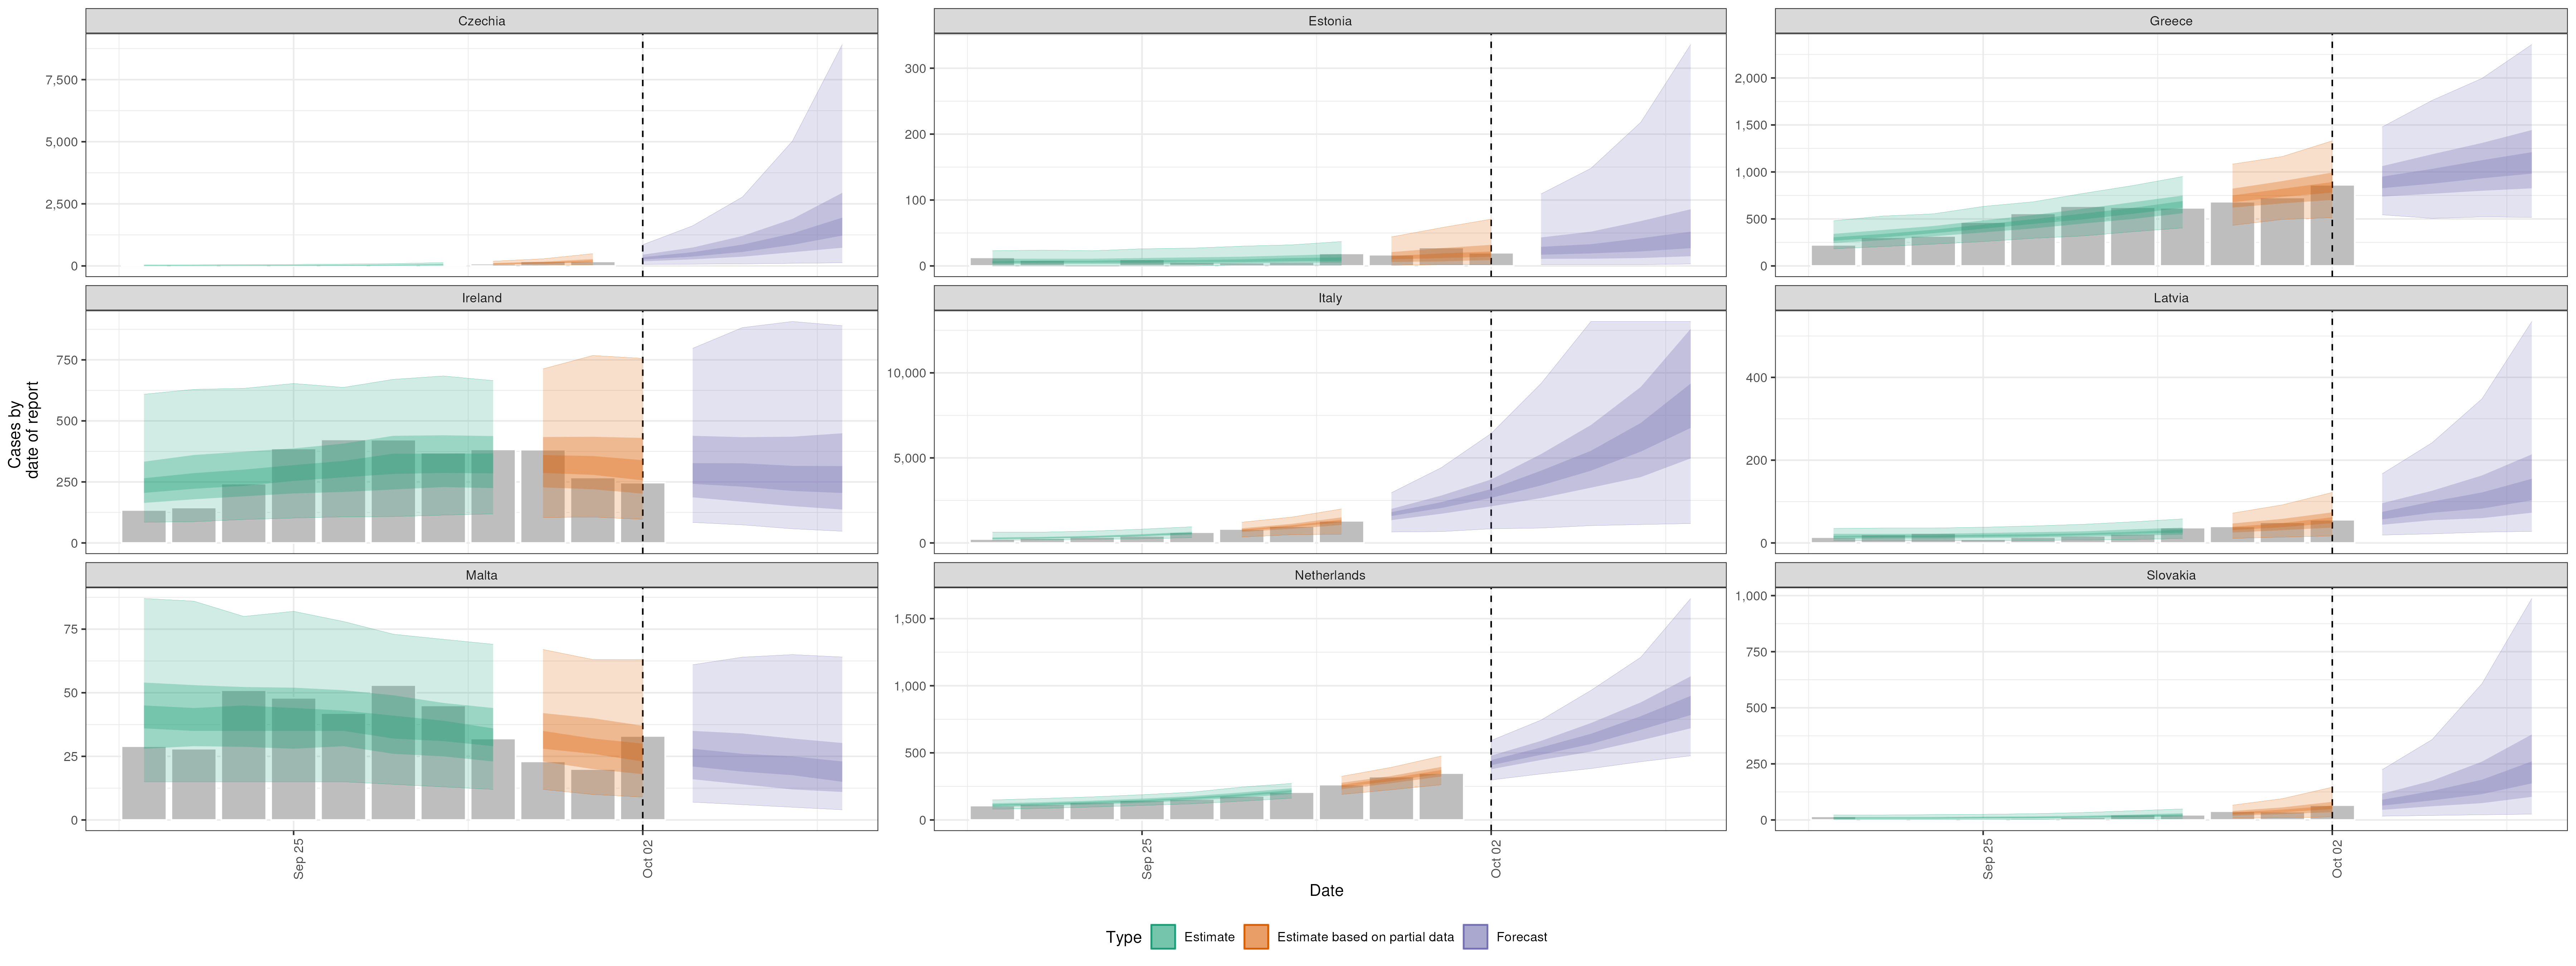 Czechia
Estonia
Greece
7,500
5,000
2,500
0
300
200
100
0
2,000
1,500
1,000
500
0
Ireland
Italy
Latvia
750
500
250
0
10,000
5,000
0
400
200
0
Malta
Netherlands
Slovakia
75
50
25
0
1,500
1,000
500
0
1,000
750
500
250
0
Cases by
date of report
Sep 25
Oct 02
Sep 25
Oct 02
Sep 25
Oct 02
Date
Type Estimate Estimate based on partial data Forecast